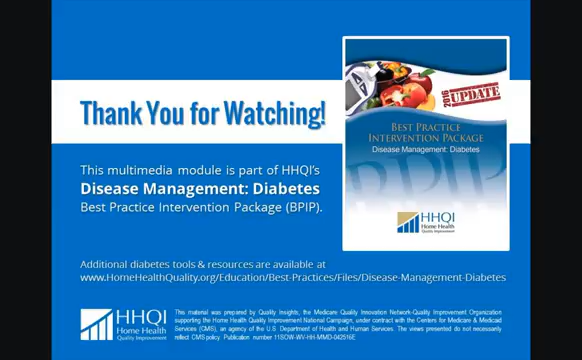 Thank You for Watching!
2016 UPDATE
BEST PRACTICE
INTERVENTION PACKAGE
Disease Management: Diabetes
This multimedia module is part of HHQI's
Disease Management: Diabetes
Best Practice Intervention Package (BPIP).
BPIP
HHQI
Home Health
Quality Improvement
Additional diabetes tools & resources are available at
www.HomeHealthQuality.org/Education/Best-Practices/Files/Disease-Management-Diabetes
HHQI
Home Health
Quality Improvement
This material was prepared by Quality Insights, the Medicare Quality Innovation Network-Quality Improvement Organization
supporting the Home Health Quality Improvement National Campaign, under contract with the Centers for Medicare & Medicaid
Services (CMS), an agency of the U.S. Department of Health and Human Services. The views presented do not necessarily
reflect CMS policy. Publication number 11SOW-WV-HH-MMD-042516E